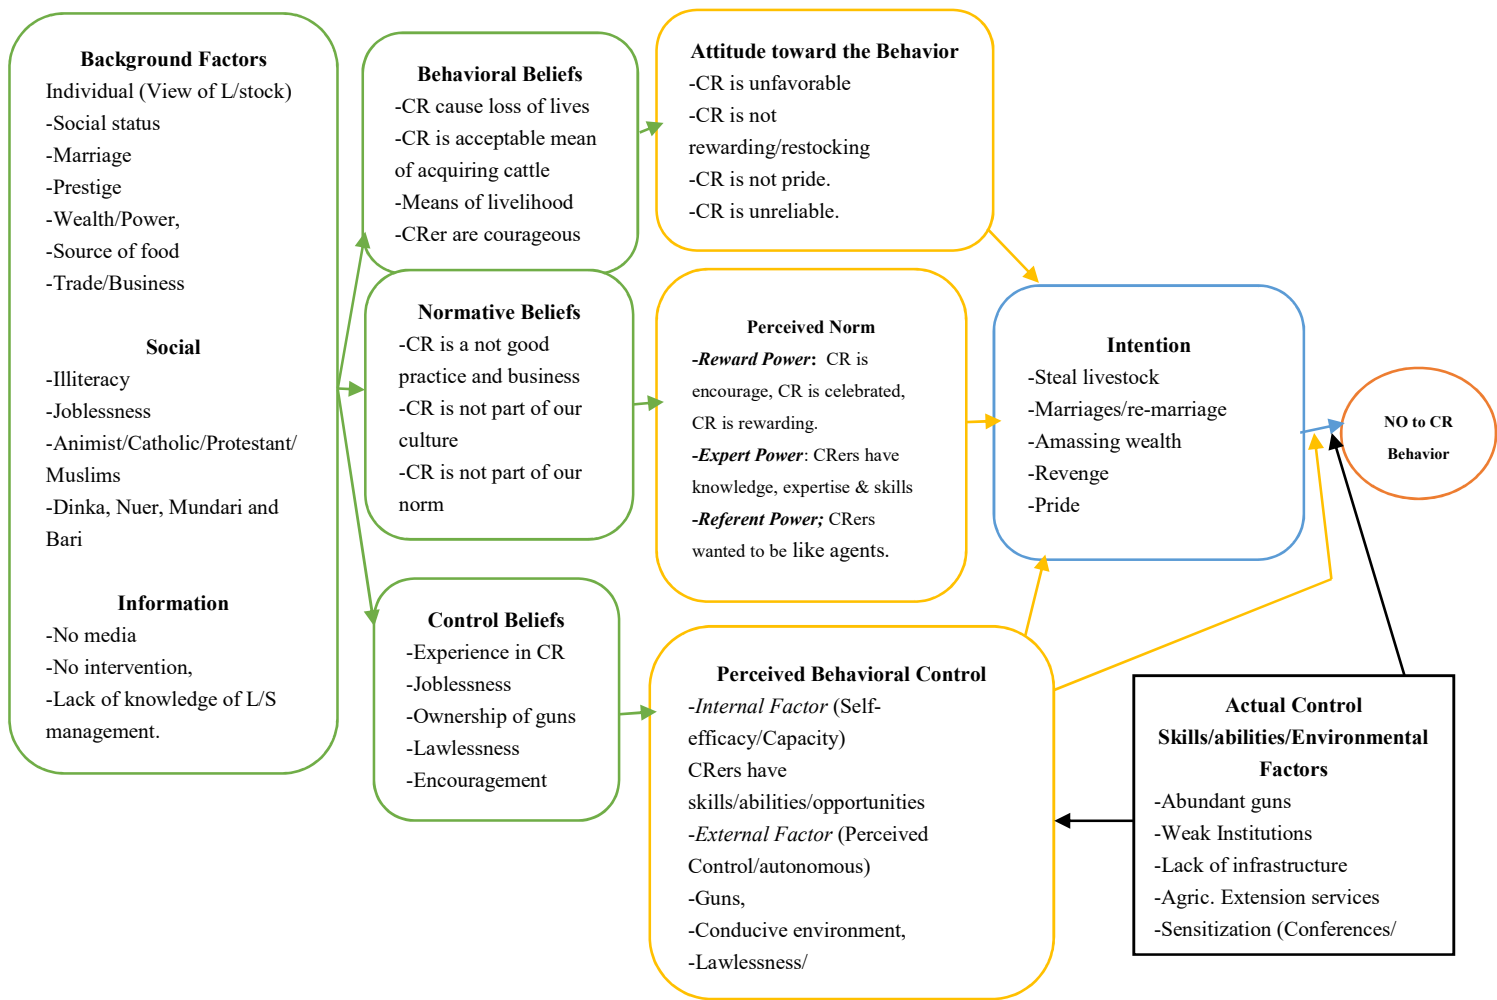 Background Factors
Individual (View of L/stock)
-Social status
-Marriage
-Prestige
-Wealth/Power,
-Source of food
-Trade/Business
Social
-Illiteracy
-Joblessness
-Animist/Catholic/Protestant/
Muslims
-Dinka, Nuer, Mundari and
Bari
Information
-No media
-No intervention,
-Lack of knowledge of L/S
management.
Behavioral Beliefs
-CR cause loss of lives
-CR is acceptable mean
of acquiring cattle
-Means of livelihood
-CRer are courageous
Normative Beliefs
-CR is a not good
practice and business
-CR is not part of our
culture
-CR is not part of our
norm
Control Beliefs
-Experience in CR
-Joblessness
-Ownership of guns
-Lawlessness
-Encouragement
Attitude toward the Behavior
-CR is unfavorable
-CR is not
rewarding/restocking
-CR is not pride.
-CR is unreliable.
Perceived Norm
-Reward Power: CR is
encourage, CR is celebrated,
CR is rewarding.
-Expert Power: CRers have
knowledge, expertise & skills
-Referent Power; CRers
wanted to be like agents.
Perceived Behavioral Control
-Internal Factor (Self-
efficacy/Capacity)
CRers have
skills/abilities/opportunities
-External Factor (Perceived
Control/autonomous)
-Guns,
-Conducive environment,
-Lawlessness/
Intention
-Steal livestock
-Marriages/re-marriage
-Amassing wealth
-Revenge
-Pride
NO to CR
Behavior
Actual Control
Skills/abilities/Environmental
Factors
-Abundant guns
-Weak Institutions
-Lack of infrastructure
-Agric. Extension services
-Sensitization (Conferences/